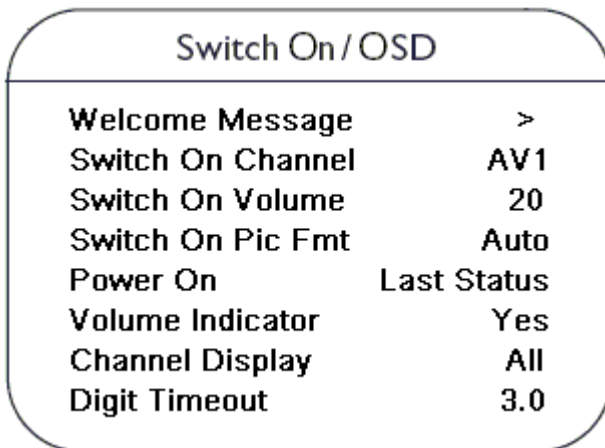 Switch On / OSD
Welcome Message >
Switch On Channel AV1
Switch On Volume 20
Switch On Pic Fmt Auto
Power On Last Status
Volume Indicator Yes
Channel Display All
Digit Timeout 3.0